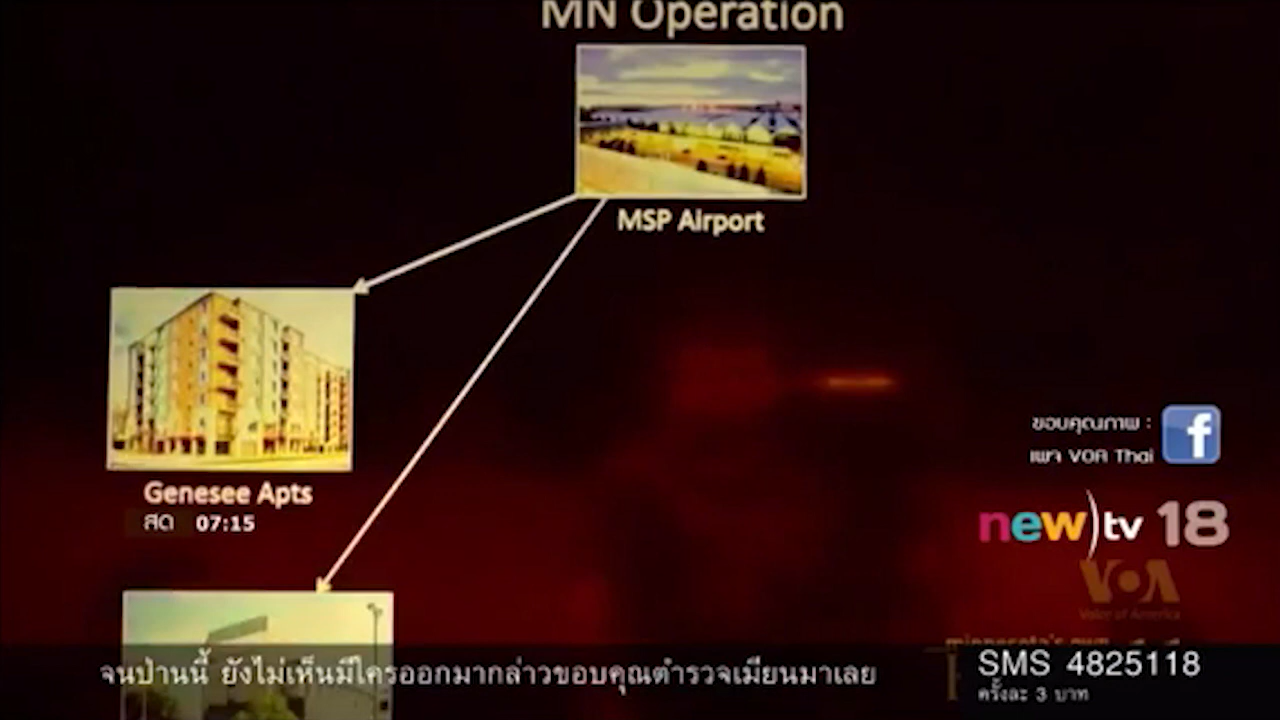 MN Operation
MSP Airport
Genesee Apts
สด 07:15
ขอบคุณภาพ :
เพจ VOA Thai
f
new)tv 18
VOA
Voice of America
minnesota's own
จนป่านนี้ ยังไม่เห็นมีใครออกมากล่าวขอบคุณตำรวจเมียนมาเลย
SMS 4825118
ครั้งละ 3 บาท